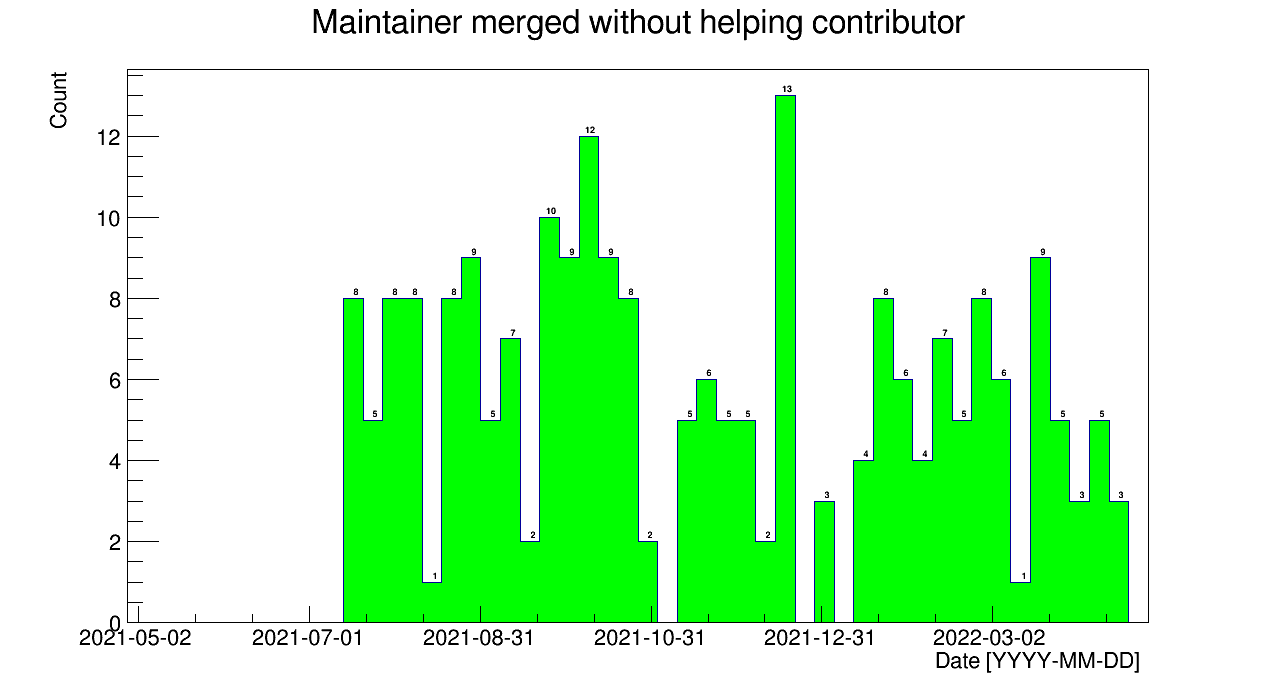 Maintainer merged without helping contributor
Count
12
10
8
6
4
2
0
8 5 8 8 1 8 9 5 7 2 10 9 12 9 8 2 5 6 5 5 2 13 3 4 8 6 4 7 5 8 6 1 9 5 3 5 3
2021-05-02 2021-07-01 2021-08-31 2021-10-31 2021-12-31 2022-03-02
Date [YYYY-MM-DD]